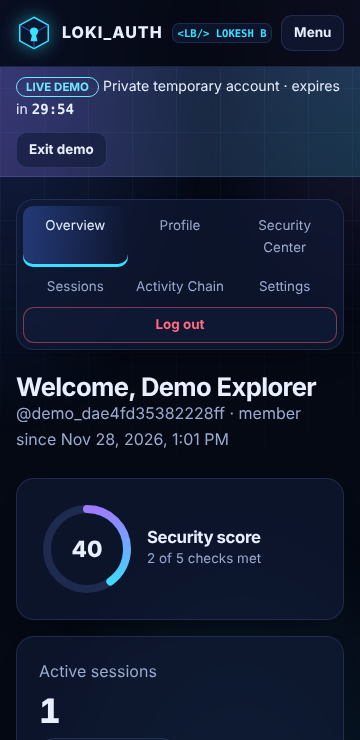 LOKI_AUTH
<LB/> LOKESH B
Menu
LIVE DEMO Private temporary account · expires
in 29:54
Exit demo
Overview
Profile
Security
Center
Sessions
Activity Chain
Settings
Log out
Welcome, Demo Explorer
@demo_dae4fd35382228ff · member
since Nov 28, 2026, 1:01 PM
40
Security score
2 of 5 checks met
Active sessions
1